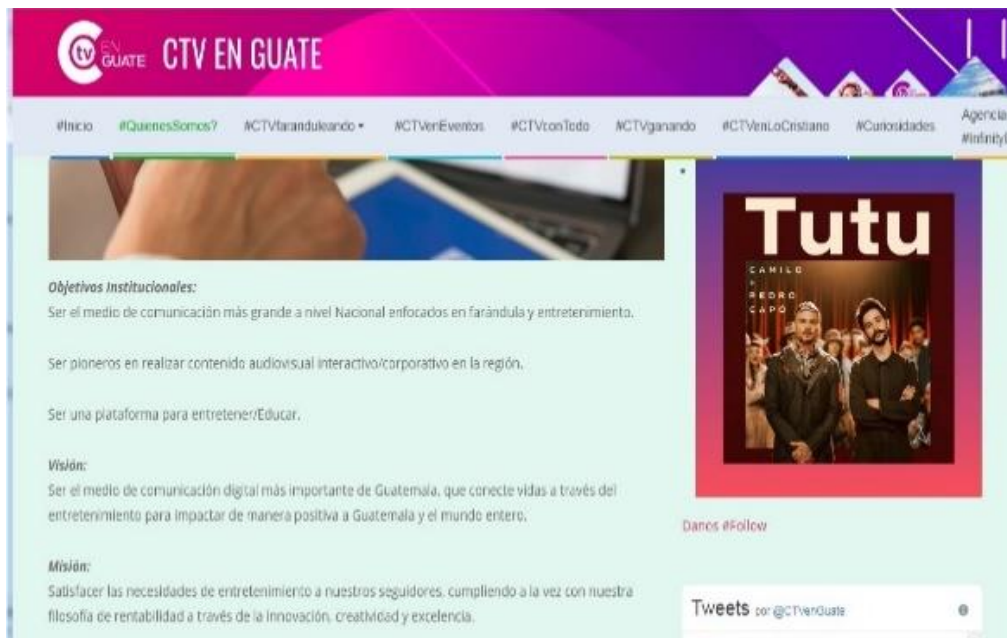 ctv EN GUATE CTV EN GUATE
#Inicio #QuienesSomos? #CTVfaranduleando #CTVenEventos #CTVconTodo #CTVganando #CTVenLoCristiano #Curiosidades Agencia
Objetivos Institucionales:
Ser el medio de comunicación más grande a nivel Nacional enfocados en farándula y entretenimiento.
Ser pioneros en realizar contenido audiovisual interactivo/corporativo en la región.
Ser una plataforma para entretener/Educar.
Visión:
Ser el medio de comunicación digital más importante de Guatemala, que conecte vidas a través del
entretenimiento para impactar de manera positiva a Guatemala y el mundo entero.
Misión:
Satisfacer las necesidades de entretenimiento a nuestros seguidores, cumpliendo a la vez con nuestra
filosofía de rentabilidad a través de la innovación, creatividad y excelencia.
Tutu
CAMILO
PEDRO
CAPÓ
Danos #Follow
Tweets por @CTVenGuate